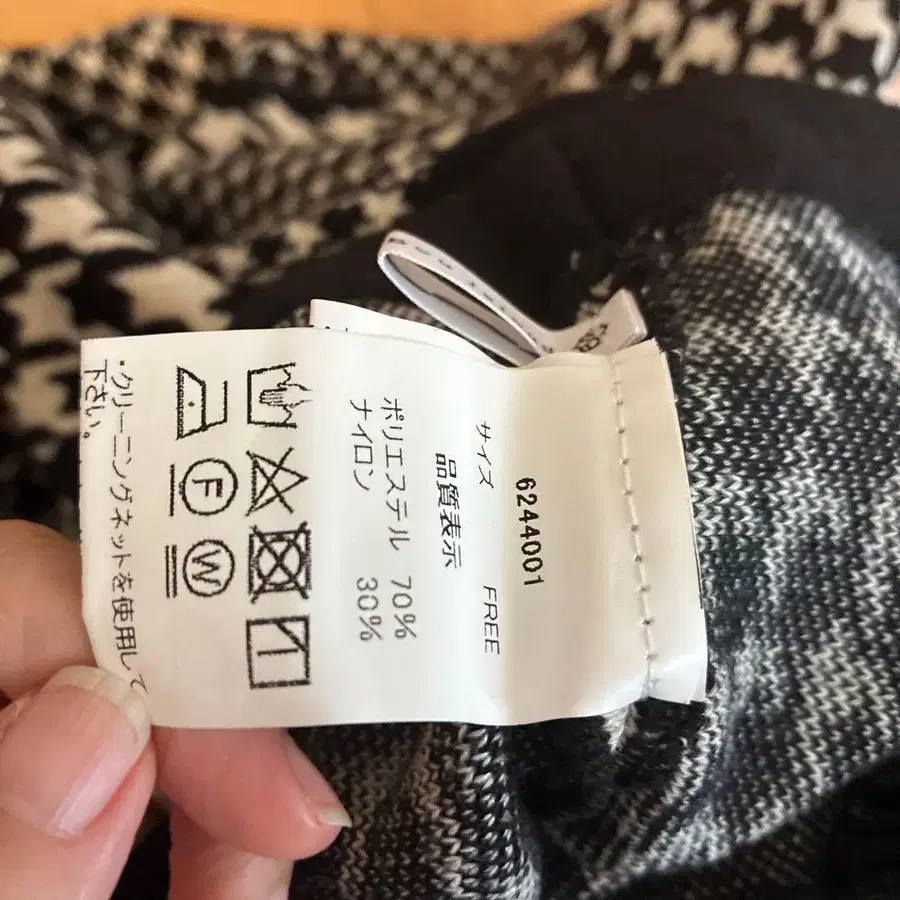 6244001
サイズ FREE
品質表示
ポリエステル 70%
ナイロン 30%
F
W
・クリーニングネットを使用して
下さい。